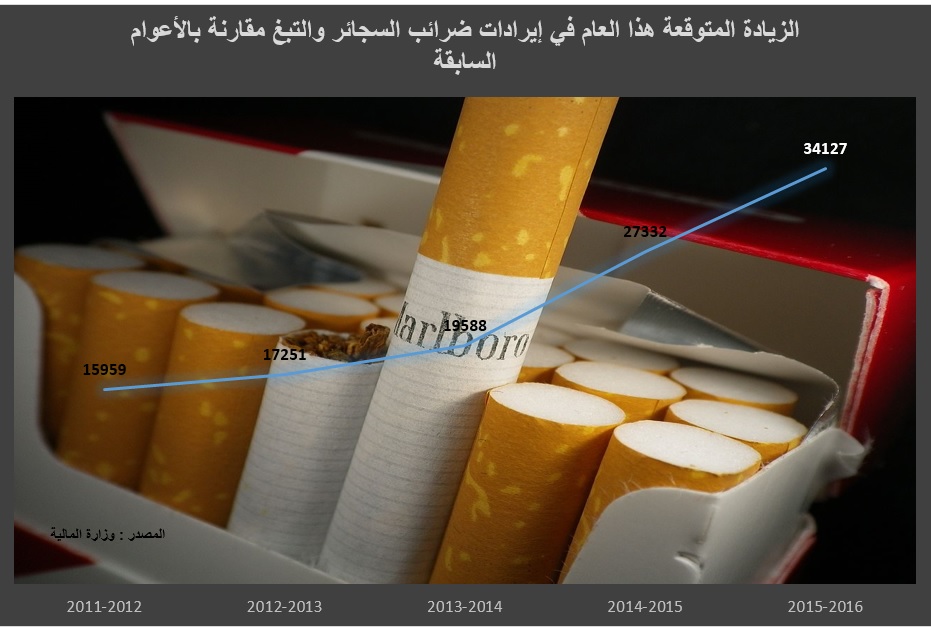 الزيادة المتوقعة هذا العام في إيرادات ضرائب السجائر والتبغ مقارنة بالأعوام
السابقة
34127
27332
19588
17251
15959
arlboro
المصدر : وزارة المالية
2011-2012 2012-2013 2013-2014 2014-2015 2015-2016